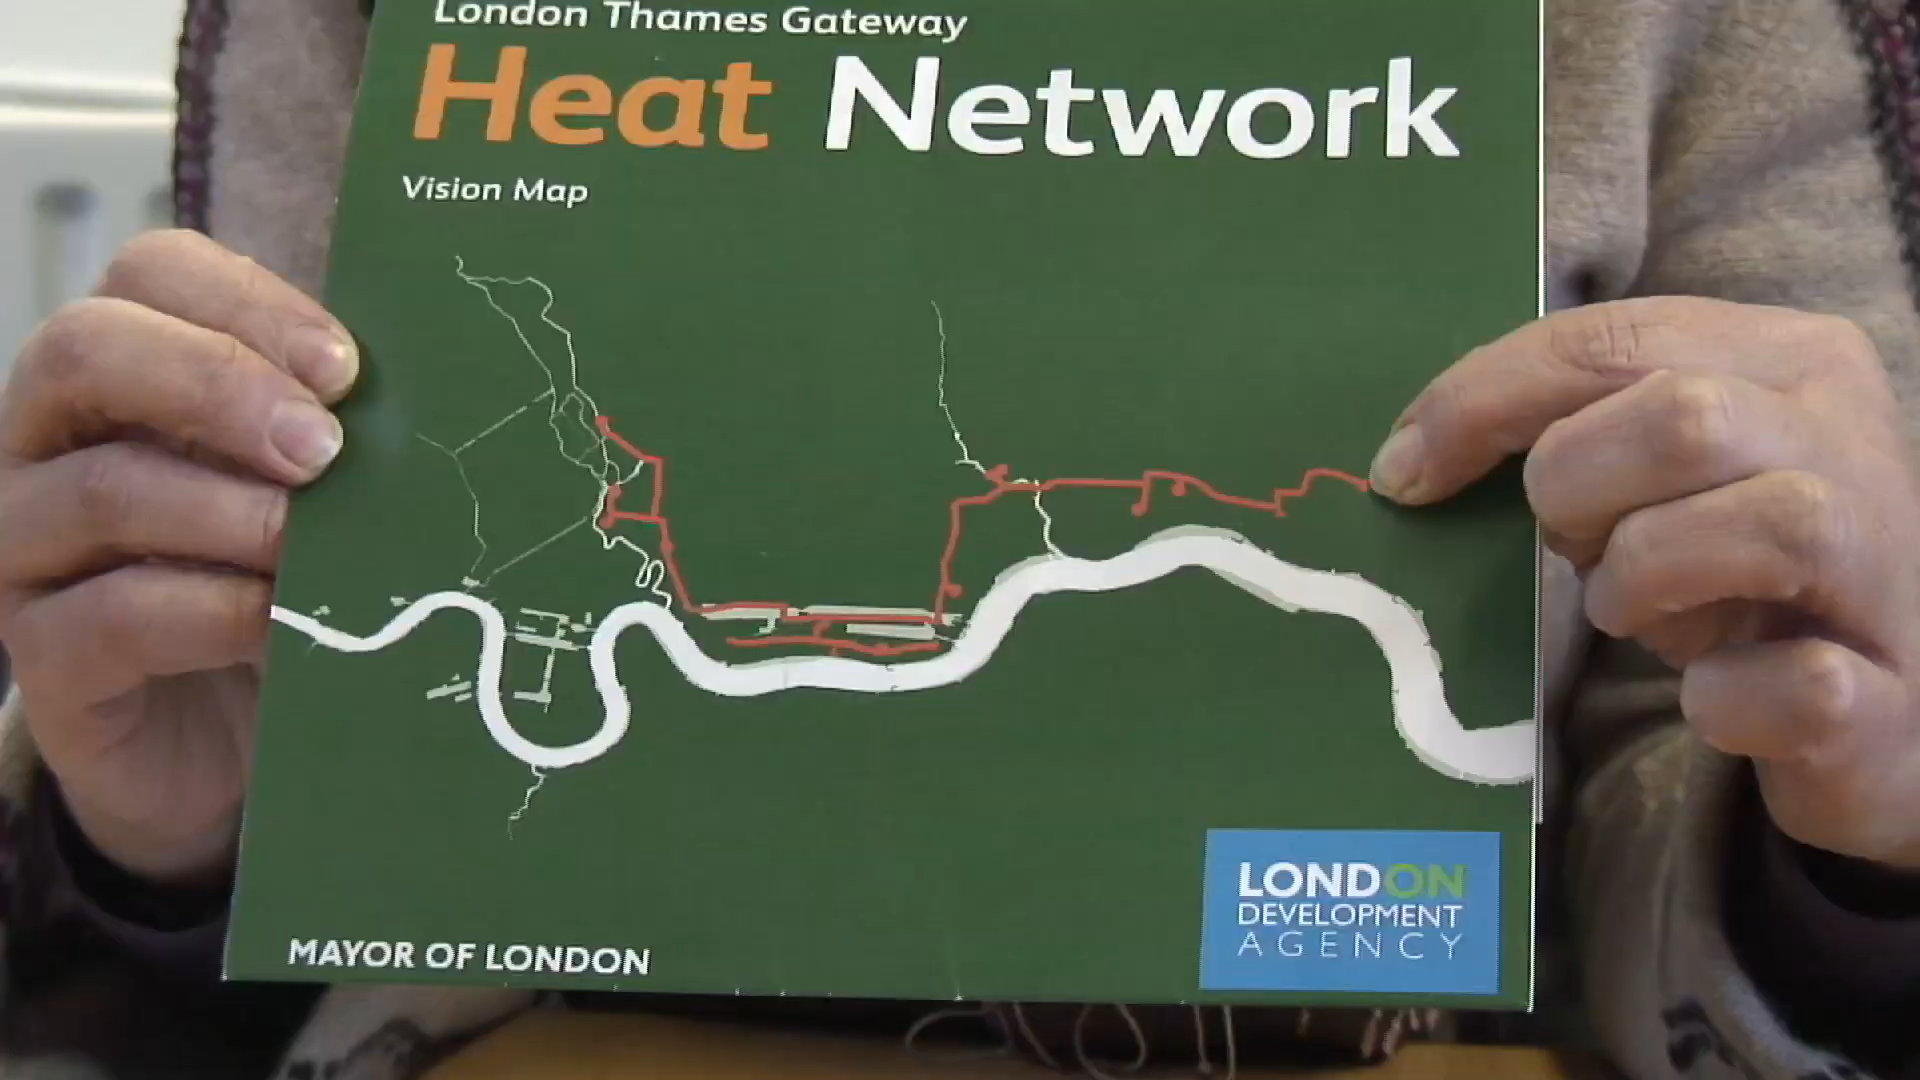 London Thames Gateway
Heat Network
Vision Map
MAYOR OF LONDON
LONDON
DEVELOPMENT
AGENCY